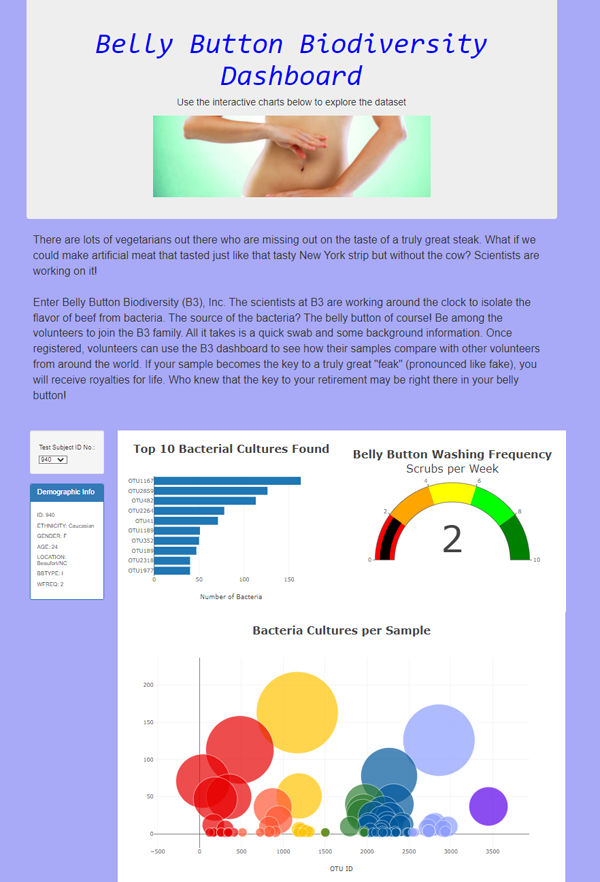 Belly Button Biodiversity
Dashboard
Use the interactive charts below to explore the dataset
There are lots of vegetarians out there who are missing out on the taste of a truly great steak. What if we
could make artificial meat that tasted just like that tasty New York strip but without the cow? Scientists are
working on it!
Enter Belly Button Biodiversity (B3), Inc. The scientists at B3 are working around the clock to isolate the
flavor of beef from bacteria. The source of the bacteria? The belly button of course! Be among the
volunteers to join the B3 family. All it takes is a quick swab and some background information. Once
registered, volunteers can use the B3 dashboard to see how their samples compare with other volunteers
from around the world. If your sample becomes the key to a truly great "feak" (pronounced like fake), you
will receive royalties for life. Who knew that the key to your retirement may be right there in your belly
button!
Test Subject ID No.:
940
Demographic Info
ID: 940
ETHNICITY: Caucasian
GENDER: F
AGE: 24
LOCATION:
Beaufort/NC
BBTYPE: I
WFREQ: 2
Top 10 Bacterial Cultures Found
OTU1167
OTU2859
OTU482
OTU2264
OTU41
OTU1189
OTU352
OTU189
OTU2318
OTU1977
0 50 100 150
Number of Bacteria
Belly Button Washing Frequency
Scrubs per Week
0 2 4 6 8 10
2
Bacteria Cultures per Sample
200
150
100
50
0
−500 0 500 1000 1500 2000 2500 3000 3500
OTU ID